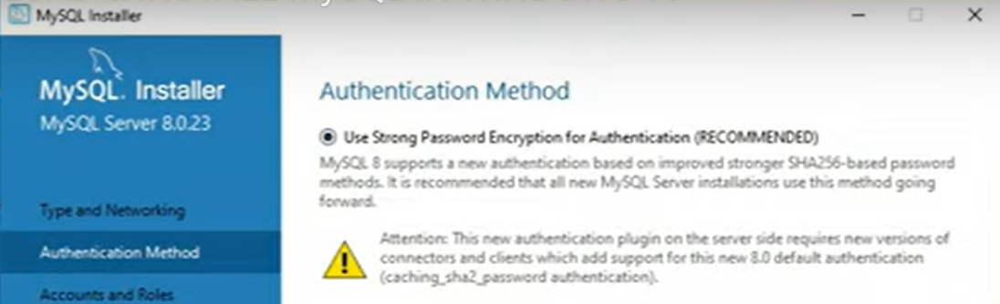 MySQL Installer
MySQL. Installer
MySQL Server 8.0.23
Type and Networking
Authentication Method
Accounts and Roles
Authentication Method
Use Strong Password Encryption for Authentication (RECOMMENDED)
MySQL 8 supports a new authentication based on improved stronger SHA256-based password
methods. It is recommended that all new MySQL Server installations use this method going
forward.
Attention: This new authentication plugin on the server side requires new versions of
connectors and clients which add support for this new 8.0 default authentication
(caching_sha2_password authentication).